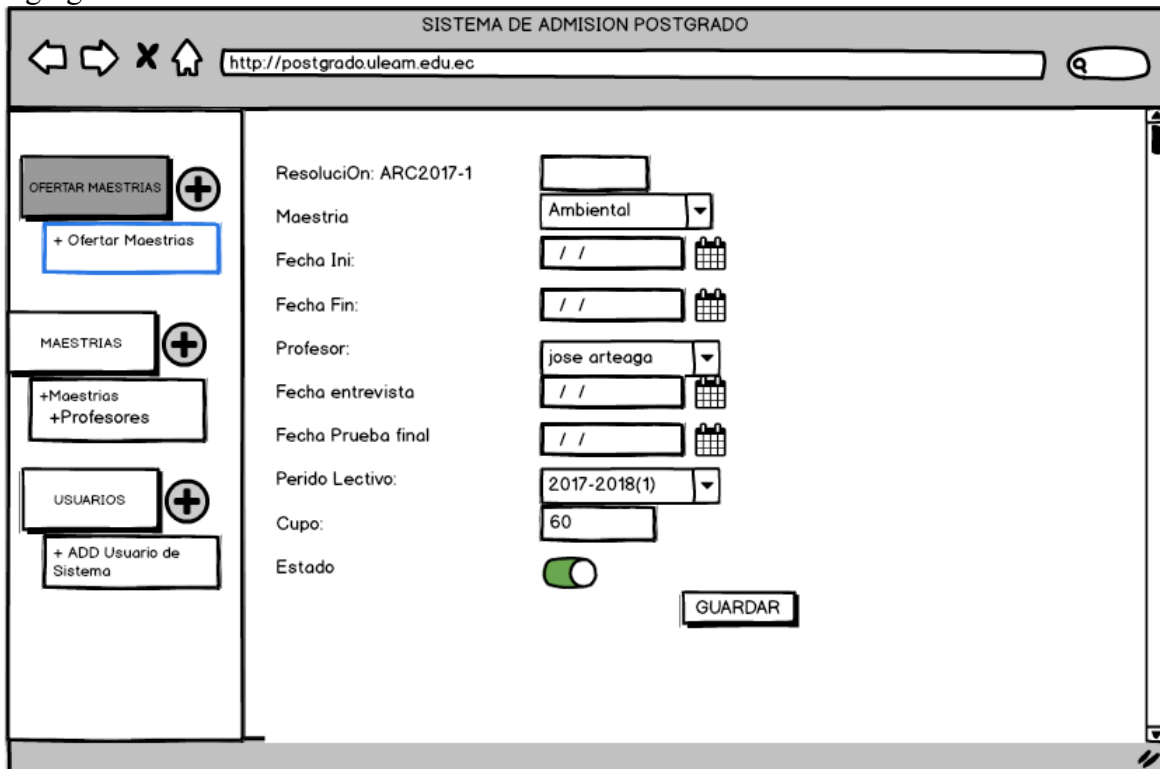 SISTEMA DE ADMISION POSTGRADO
http://postgrado.uleam.edu.ec
OFERTAR MAESTRIAS
+ Ofertar Maestrias
MAESTRIAS
+Maestrias
+Profesores
USUARIOS
+ ADD Usuario de
Sistema
ResoluciOn: ARC2017-1
Maestria Ambiental
Fecha Ini: / /
Fecha Fin: / /
Profesor: jose arteaga
Fecha entrevista / /
Fecha Prueba final / /
Perido Lectivo: 2017-2018(1)
Cupo: 60
Estado
GUARDAR